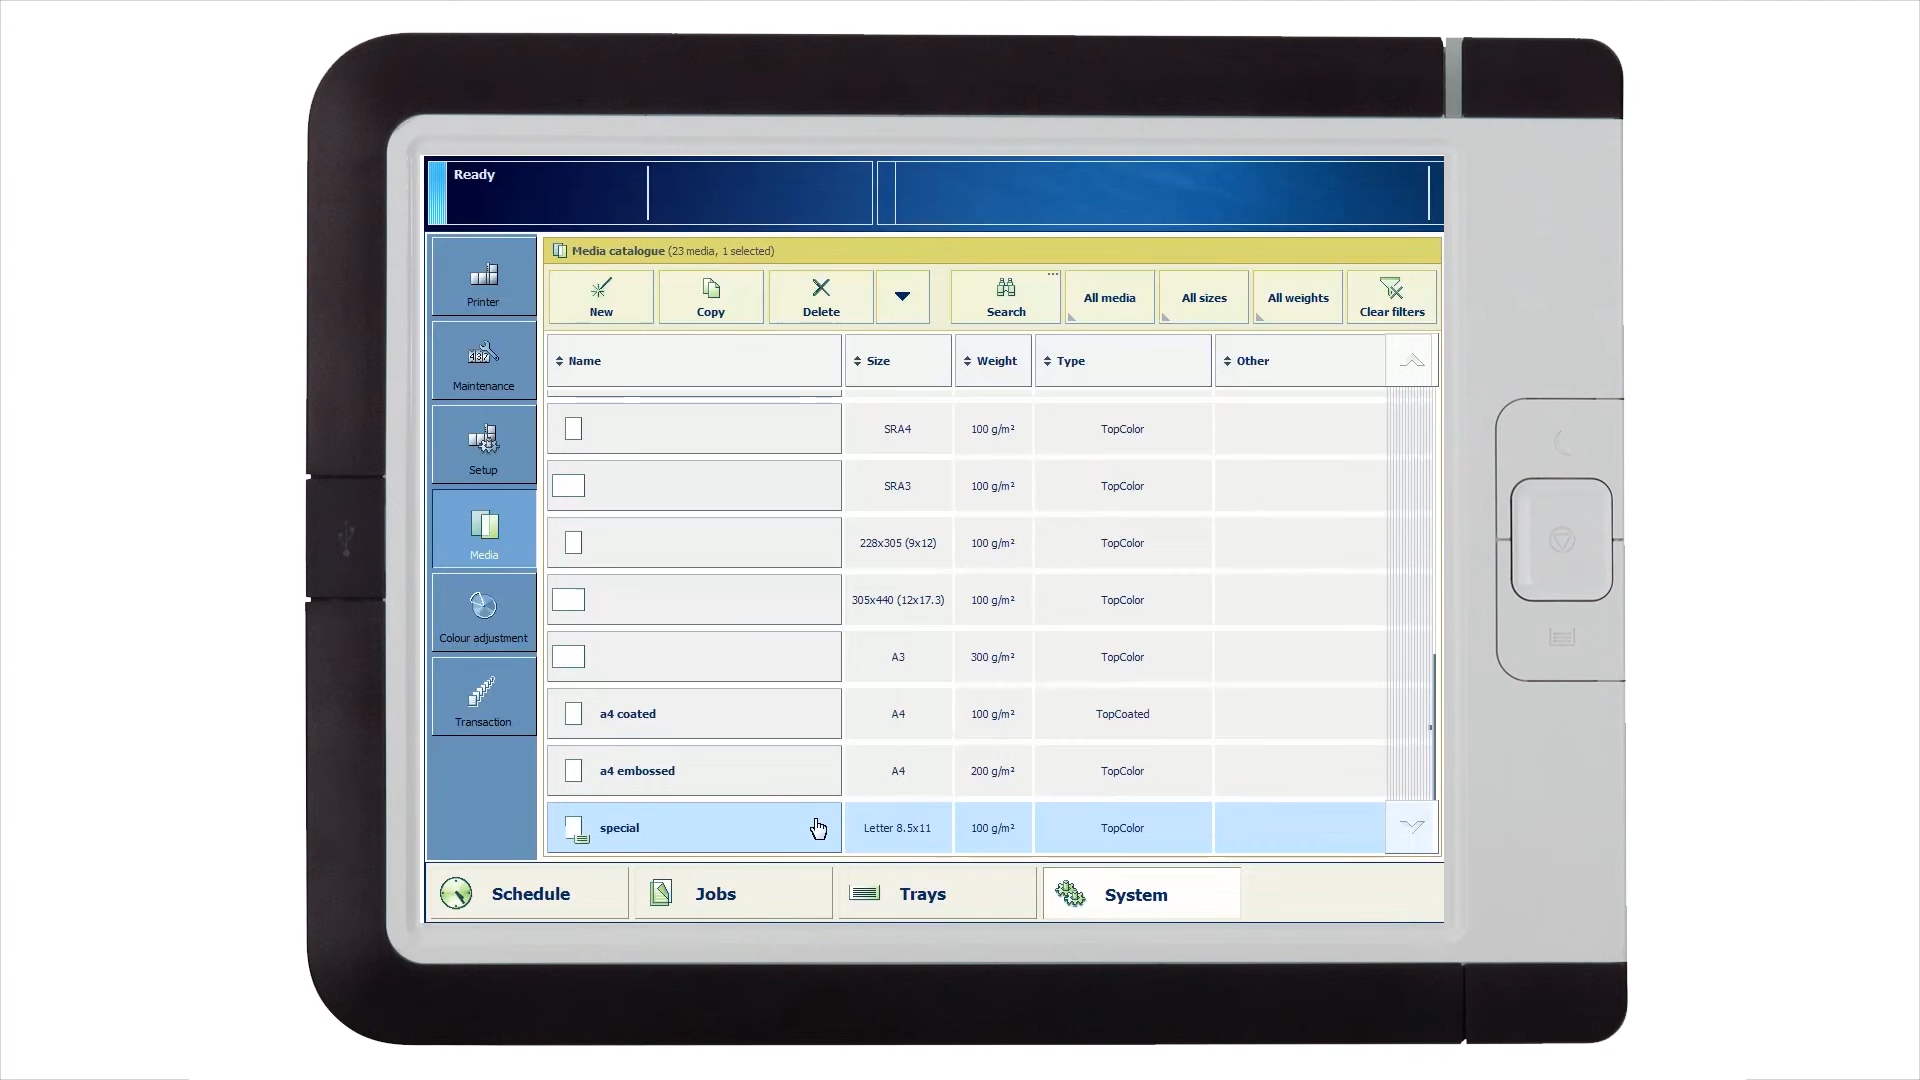 Ready
Media catalogue (23 media, 1 selected)
New
Copy
Delete
Search
All media
All sizes
All weights
Clear filters
Printer
Maintenance
Setup
Media
Colour adjustment
Transaction
Name Size Weight Type Other
SRA4 100 g/m² TopColor
SRA3 100 g/m² TopColor
228x305 (9x12) 100 g/m² TopColor
305x440 (12x17.3) 100 g/m² TopColor
A3 300 g/m² TopColor
a4 coated A4 100 g/m² TopCoated
a4 embossed A4 200 g/m² TopColor
special Letter 8.5x11 100 g/m² TopColor
Schedule
Jobs
Trays
System